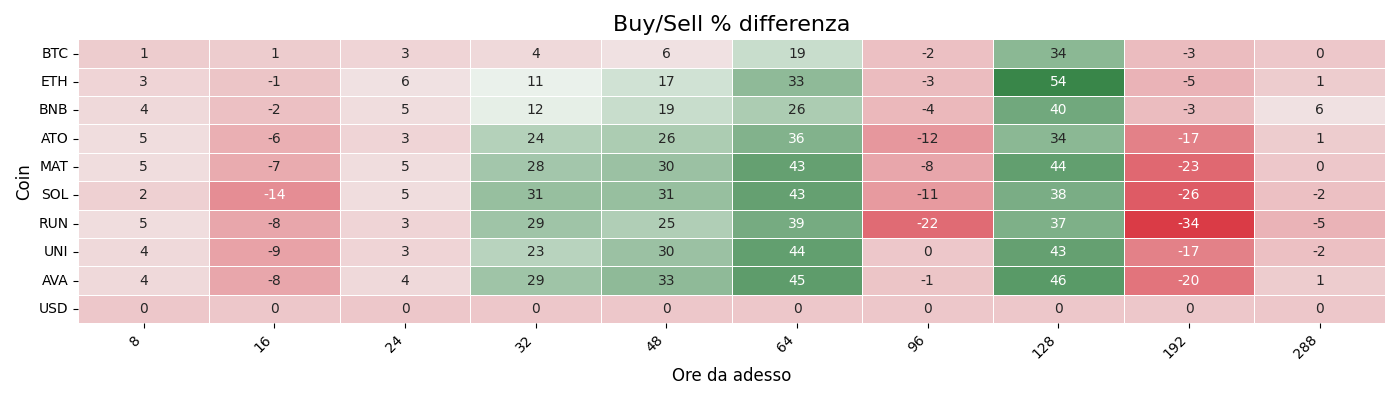 Buy/Sell % differenza
Coin
BTC 1 1 3 4 6 19 -2 34 -3 0
ETH 3 -1 6 11 17 33 -3 54 -5 1
BNB 4 -2 5 12 19 26 -4 40 -3 6
ATO 5 -6 3 24 26 36 -12 34 -17 1
MAT 5 -7 5 28 30 43 -8 44 -23 0
SOL 2 -14 5 31 31 43 -11 38 -26 -2
RUN 5 -8 3 29 25 39 -22 37 -34 -5
UNI 4 -9 3 23 30 44 0 43 -17 -2
AVA 4 -8 4 29 33 45 -1 46 -20 1
USD 0 0 0 0 0 0 0 0 0 0
8 16 24 32 48 64 96 128 192 288
Ore da adesso